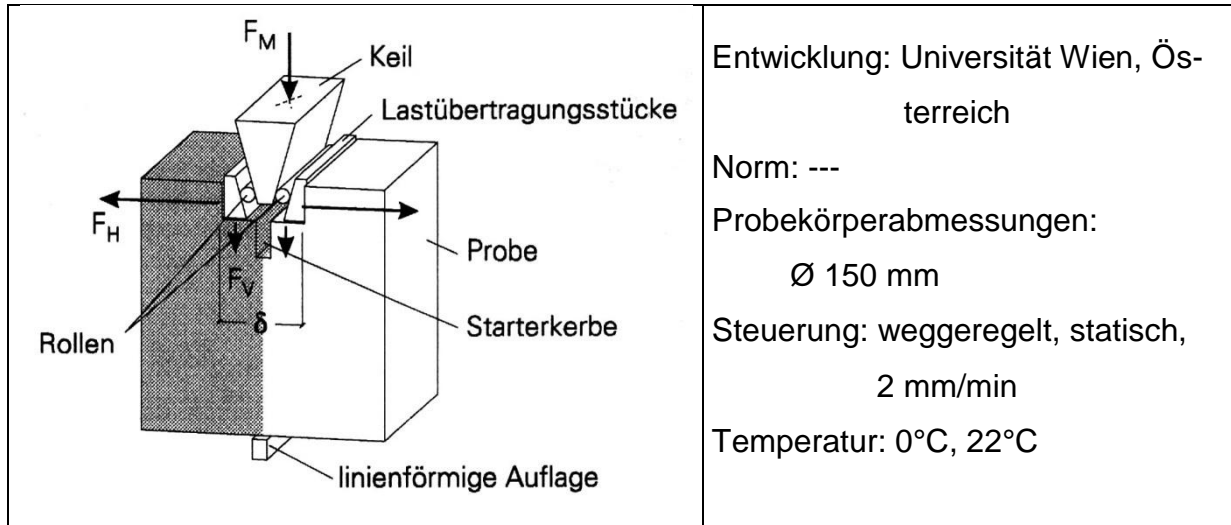 F_M
Keil
Lastübertragungsstücke
F_H
F_V
Probe
δ
Starterkerbe
Rollen
linienförmige Auflage
Entwicklung: Universität Wien, Ös-
terreich
Norm: ---
Probekörperabmessungen:
Ø 150 mm
Steuerung: weggeregelt, statisch,
2 mm/min
Temperatur: 0°C, 22°C